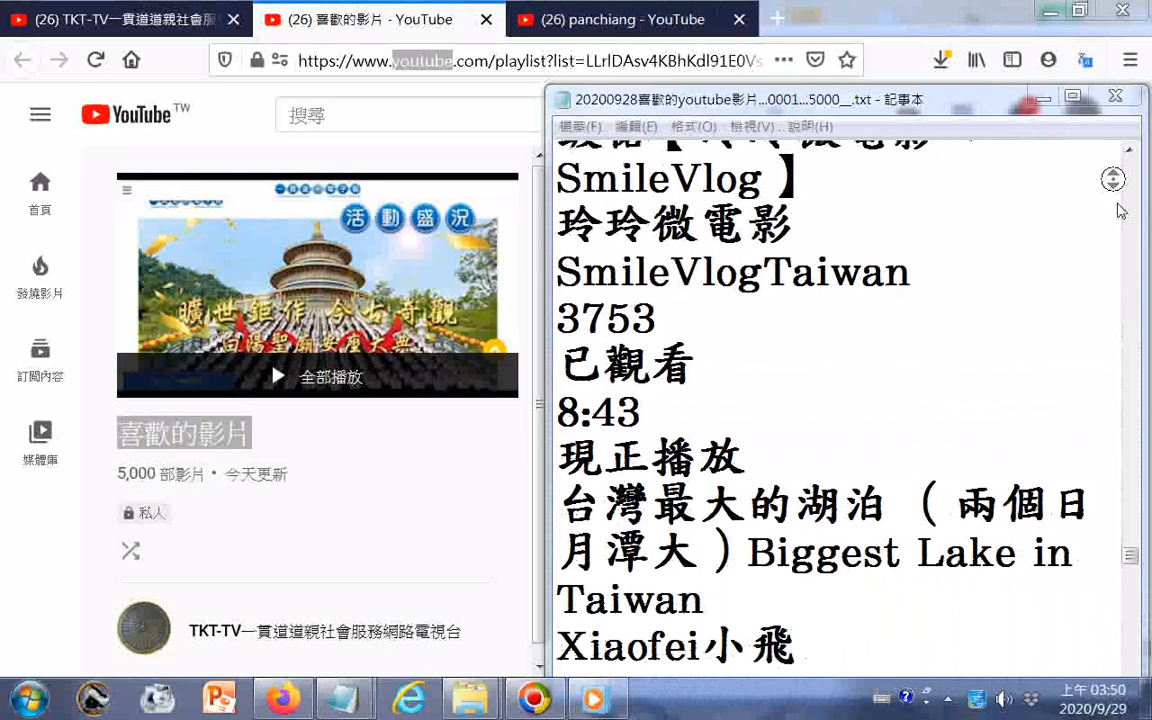 (26) TKT-TV一貫道道親社會服
(26) 喜歡的影片 - YouTube
(26) panchiang - YouTube
https://www.youtube.com/playlist?list=LLrlDAsv4KBhKdl91E0Vs
YouTube TW
搜尋
首頁
發燒影片
訂閱內容
媒體庫
活動盛況
曠世鉅作 今古奇觀
全部播放
喜歡的影片
5,000 部影片 • 今天更新
私人
TKT-TV一貫道道親社會服務網路電視台
20200928喜歡的youtube影片...0001...5000__.txt - 記事本
檔案(F) 編輯(E) 格式(O) 檢視(V) 說明(H)
SmileVlog】
玲玲微電影
SmileVlogTaiwan
3753
已觀看
8:43
現正播放
台灣最大的湖泊（兩個日
月潭大）Biggest Lake in
Taiwan
Xiaofei小飛
上午 03:50
2020/9/29